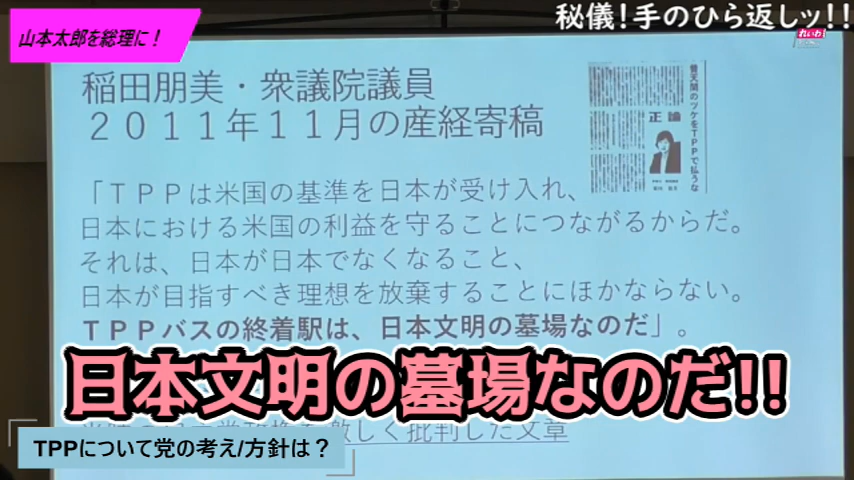 山本太郎を総理に！
秘儀！手のひら返しッ！！
れいわ
稲田朋美・衆議院議員
２０１１年１１月の産経寄稿
普天間のツケをTPPで払うな
正論
「ＴＰＰは米国の基準を日本が受け入れ、
日本における米国の利益を守ることにつながるからだ。
それは、日本が日本でなくなること、
日本が目指すべき理想を放棄することにほかならない。
ＴＰＰバスの終着駅は、日本文明の墓場なのだ」。
日本文明の墓場なのだ!!
激しく批判した文章
TPPについて党の考え/方針は？